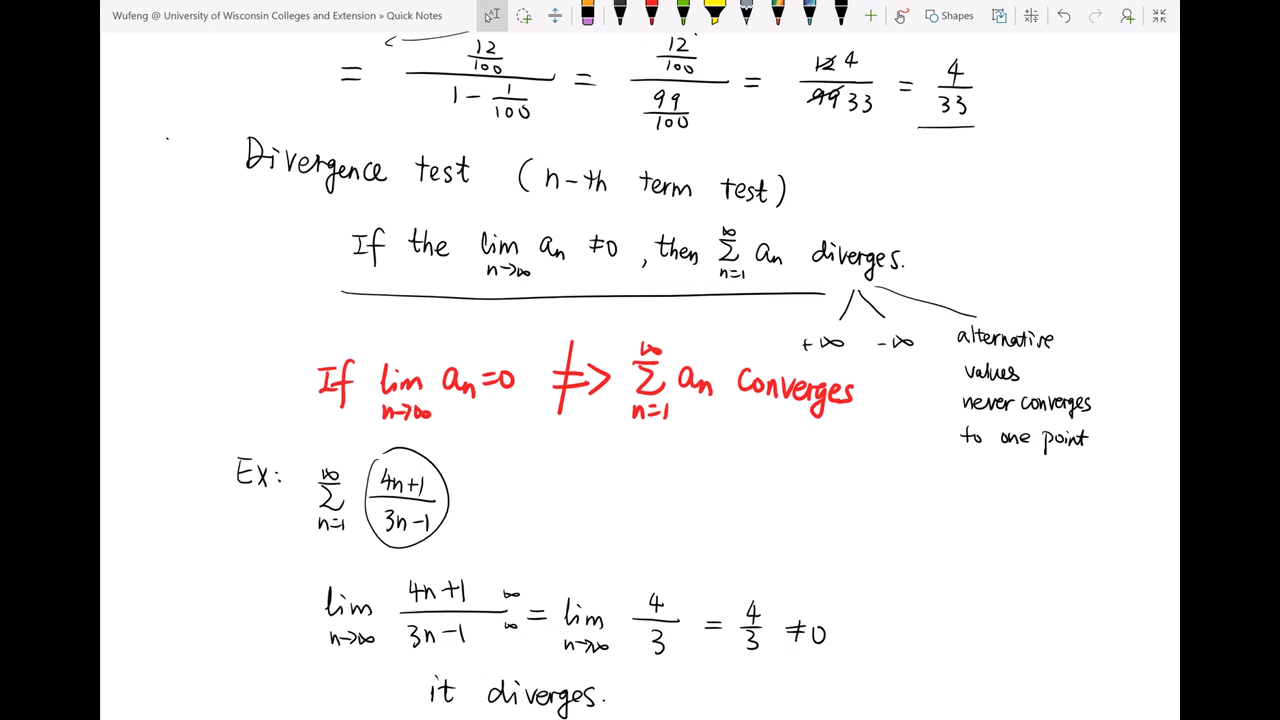 Wufeng @ University of Wisconsin Colleges and Extension » Quick Notes
Shapes
= (12/100)/(1 - 1/100) = (12/100)/(99/100) = 12 4/99 33 = 4/33
Divergence test (n-th term test)
If the lim n→∞ an ≠0, then ∞ Σ n=1 an diverges.
+∞ -∞ alternative
values
never converges
to one point
If lim n→∞ an=0 ≠> ∞ Σ n=1 an converges
Ex: ∞ Σ n=1 (4n+1)/(3n-1)
lim n→∞ (4n+1)/(3n-1) ∞/∞ = lim n→∞ 4/3 = 4/3 ≠0
it diverges.